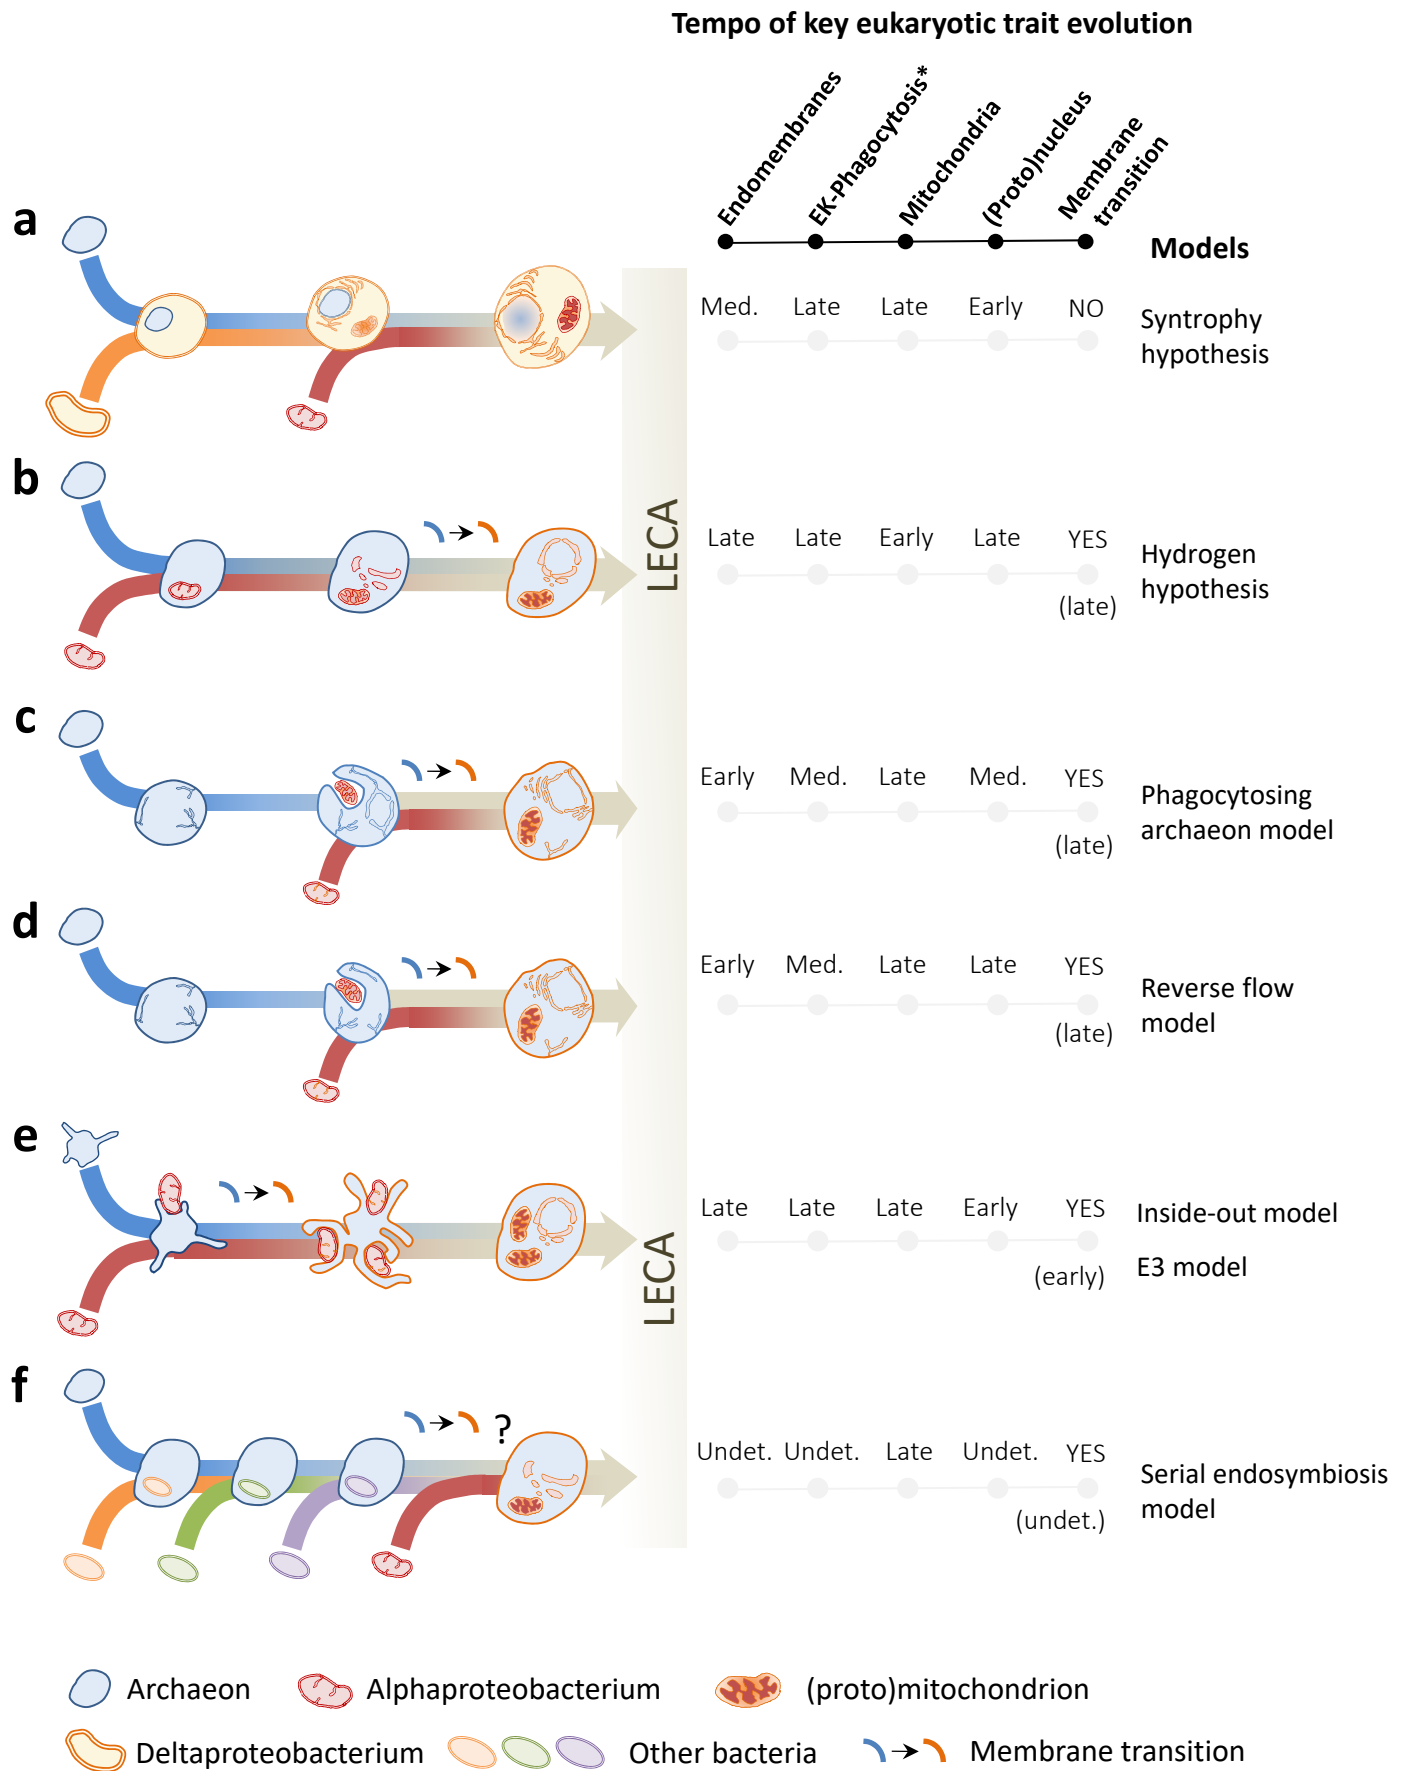 Tempo of key eukaryotic trait evolution
Endomembranes
EK-Phagocytosis*
Mitochondria
(Proto)nucleus
Membrane
transition
Models
a
Med. Late Late Early NO
Syntrophy
hypothesis
b
Late Late Early Late YES
(late)
Hydrogen
hypothesis
LECA
c
Early Med. Late Med. YES
(late)
Phagocytosing
archaeon model
d
Early Med. Late Late YES
(late)
Reverse flow
model
e
Late Late Late Early YES
(early)
Inside-out model
E3 model
LECA
f
?
Undet. Undet. Late Undet. YES
(undet.)
Serial endosymbiosis
model
Archaeon Alphaproteobacterium (proto)mitochondrion
Deltaproteobacterium Other bacteria Membrane transition